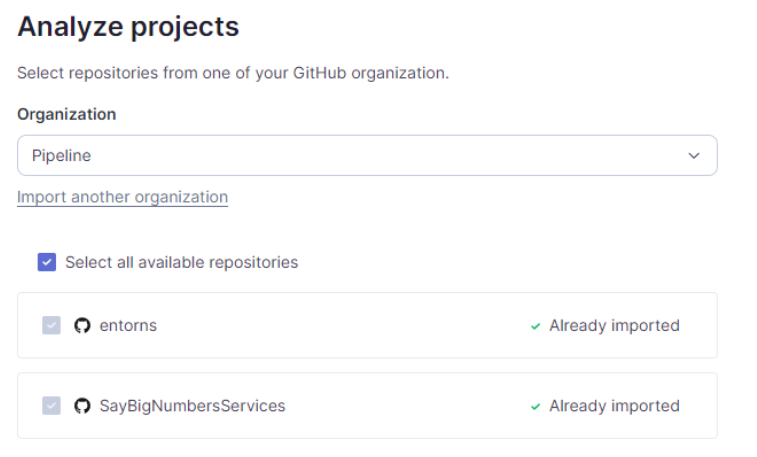 Analyze projects
Select repositories from one of your GitHub organization.
Organization
Pipeline
Import another organization
Select all available repositories
entorns Already imported
SayBigNumbersServices Already imported